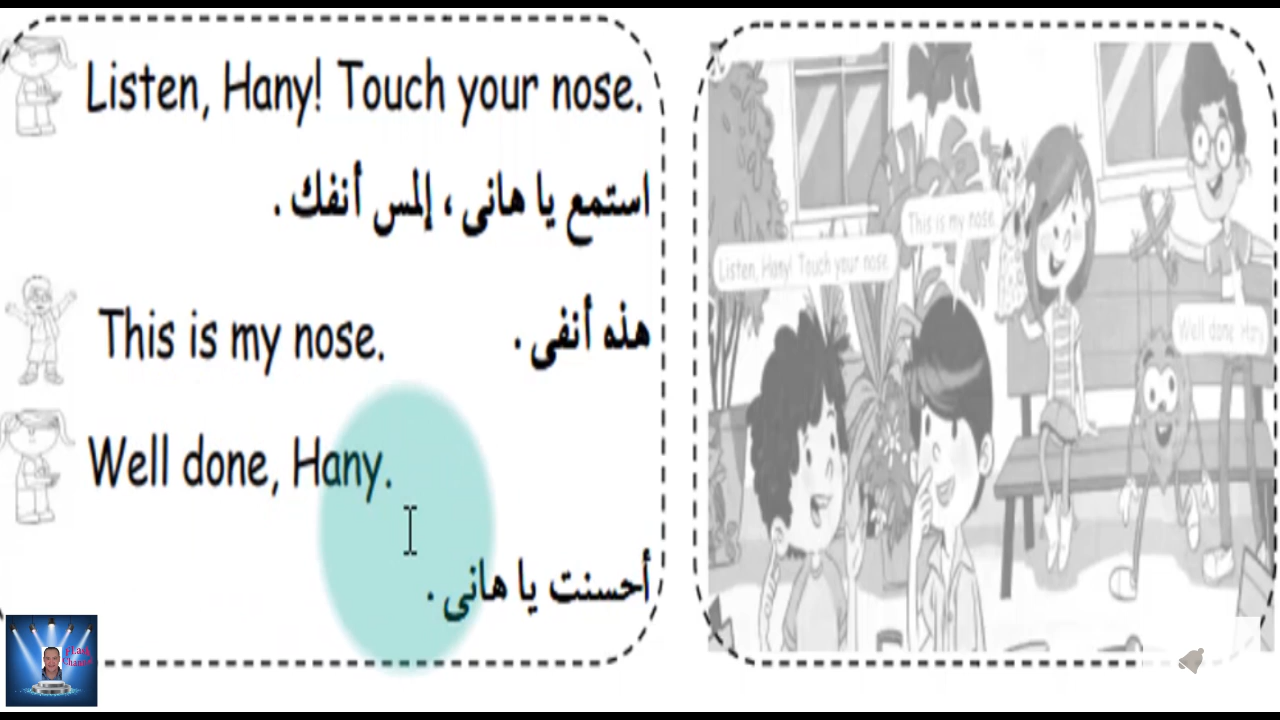 Listen, Hany! Touch your nose.
استمع يا هانى ، إلمس أنفك .
This is my nose.
هذه أنفى .
Well done, Hany.
أحسنت يا هانى .
This is my nose.
Listen, Hany! Touch your nose.
Well done, Hany